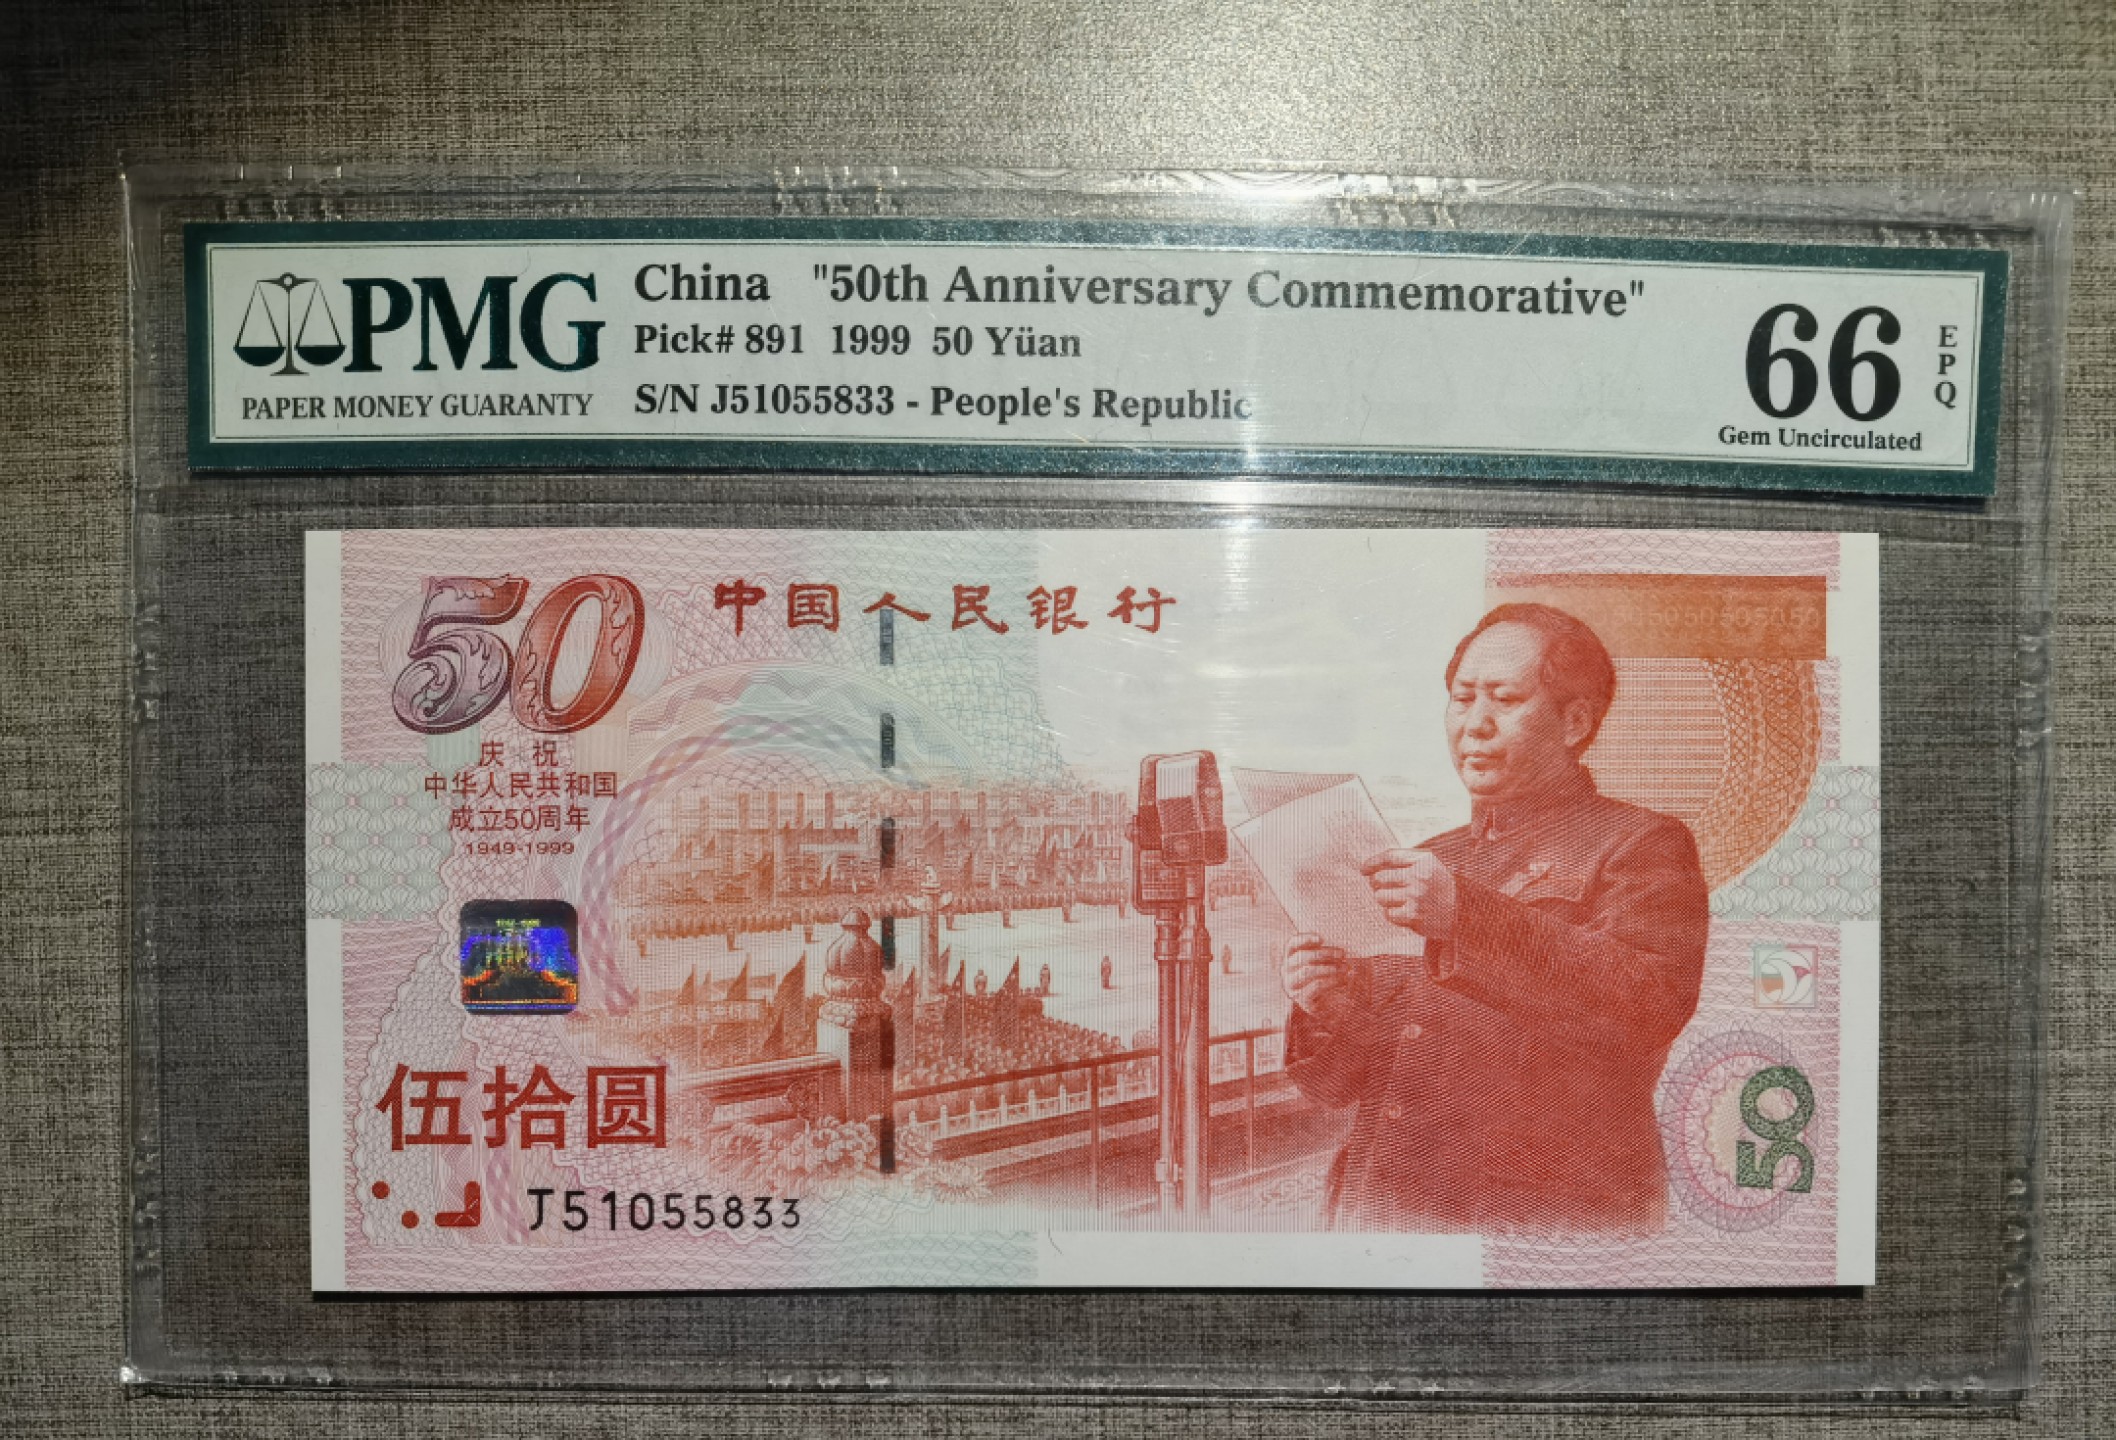 PMG
PAPER MONEY GUARANTY
China "50th Anniversary Commemorative"
Pick# 891 1999 50 Yüan
S/N J51055833 - People's Republic
66
EPQ
Gem Uncirculated
50
中国人民银行
庆祝
中华人民共和国
成立50周年
1949-1999
伍拾圆
J51055833
50